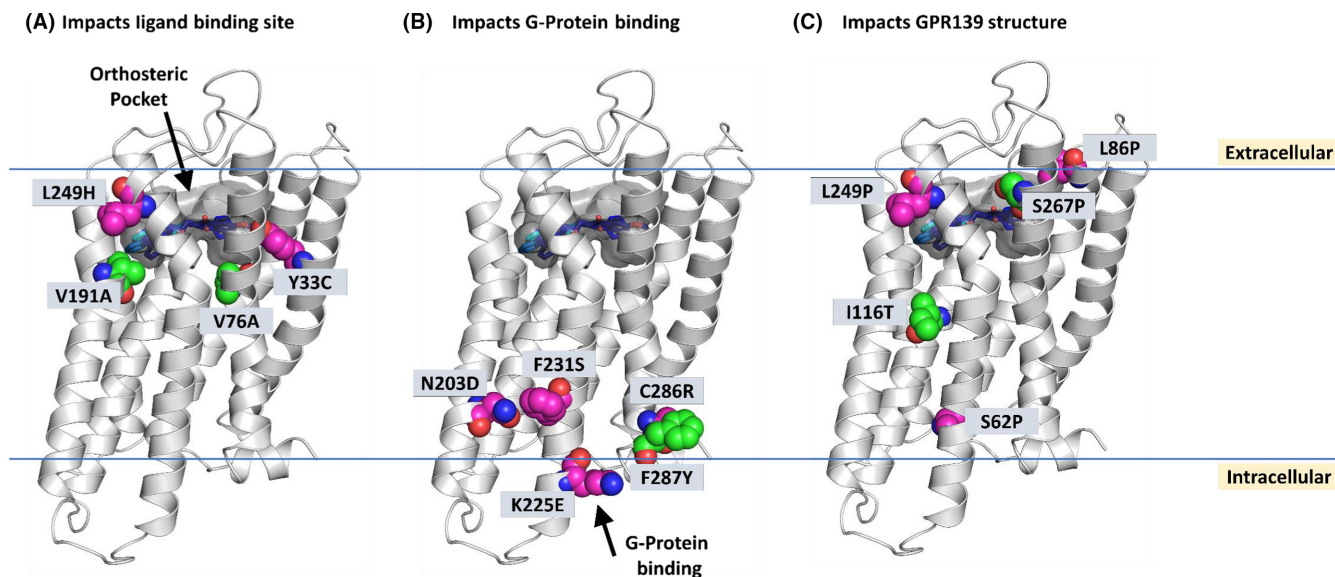 (A) Impacts ligand binding site
Orthosteric
Pocket
L249H
V191A
V76A
Y33C
(B) Impacts G-Protein binding
N203D
F231S
C286R
F287Y
K225E
G-Protein
binding
(C) Impacts GPR139 structure
L86P
L249P
S267P
I116T
S62P
Extracellular
Intracellular